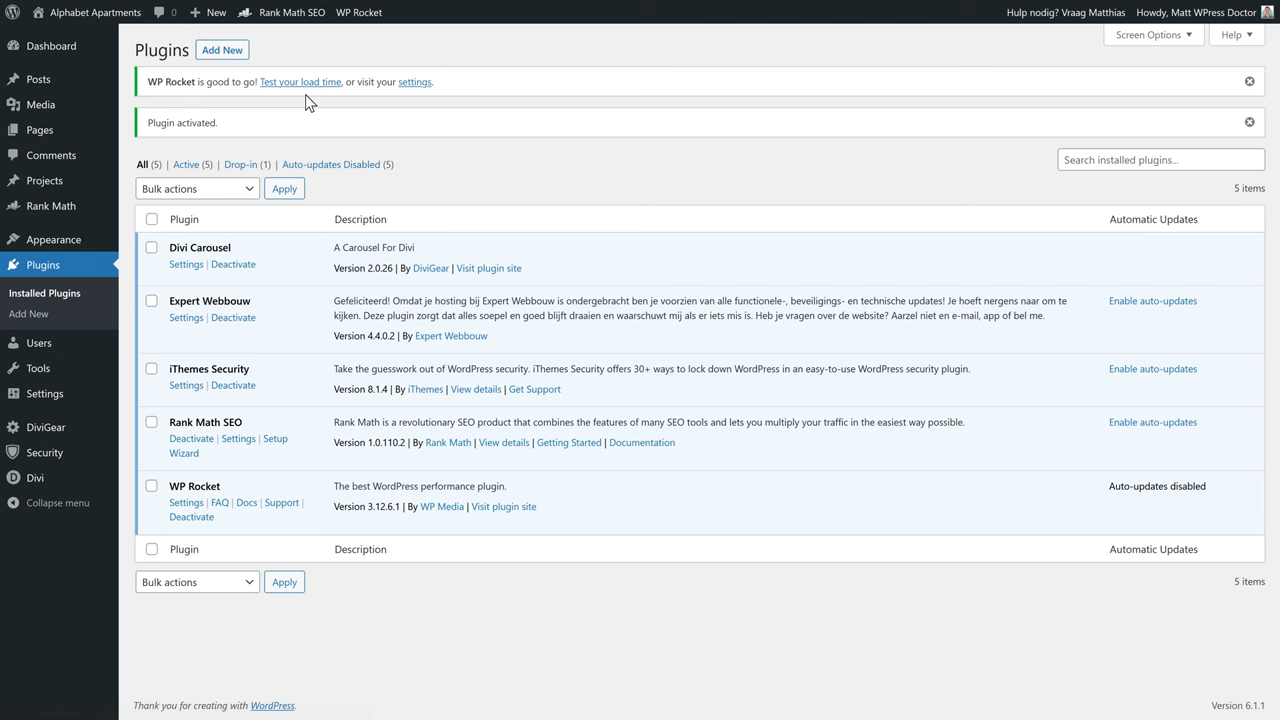 Alphabet Apartments 0 New Rank Math SEO WP Rocket Hulp nodig? Vraag Matthias Howdy, Matt WPress Doctor
Dashboard
Posts
Media
Pages
Comments
Projects
Rank Math
Appearance
Plugins
Installed Plugins
Add New
Users
Tools
Settings
DiviGear
Security
Divi
Collapse menu
Screen Options Help
Plugins Add New
WP Rocket is good to go! Test your load time, or visit your settings.
Plugin activated.
All (5) | Active (5) | Drop-in (1) | Auto-updates Disabled (5)
Search installed plugins...
Bulk actions Apply 5 items
Plugin Description Automatic Updates
Divi Carousel A Carousel For Divi
Settings | Deactivate Version 2.0.26 | By DiviGear | Visit plugin site
Expert Webbouw Gefeliciteerd! Omdat je hosting bij Expert Webbouw is ondergebracht ben je voorzien van alle functionele-, beveiligings- en technische updates! Je hoeft nergens naar om te Enable auto-updates
Settings | Deactivate kijken. Deze plugin zorgt dat alles soepel en goed blijft draaien en waarschuwt mij als er iets mis is. Heb je vragen over de website? Aarzel niet en e-mail, app of bel me.
Version 4.4.0.2 | By Expert Webbouw
iThemes Security Take the guesswork out of WordPress security. iThemes Security offers 30+ ways to lock down WordPress in an easy-to-use WordPress security plugin. Enable auto-updates
Settings | Deactivate Version 8.1.4 | By iThemes | View details | Get Support
Rank Math SEO Rank Math is a revolutionary SEO product that combines the features of many SEO tools and lets you multiply your traffic in the easiest way possible. Enable auto-updates
Deactivate | Settings | Setup Version 1.0.110.2 | By Rank Math | View details | Getting Started | Documentation
Wizard
WP Rocket The best WordPress performance plugin. Auto-updates disabled
Settings | FAQ | Docs | Support | Version 3.12.6.1 | By WP Media | Visit plugin site
Deactivate
Plugin Description Automatic Updates
Bulk actions Apply 5 items
Thank you for creating with WordPress. Version 6.1.1